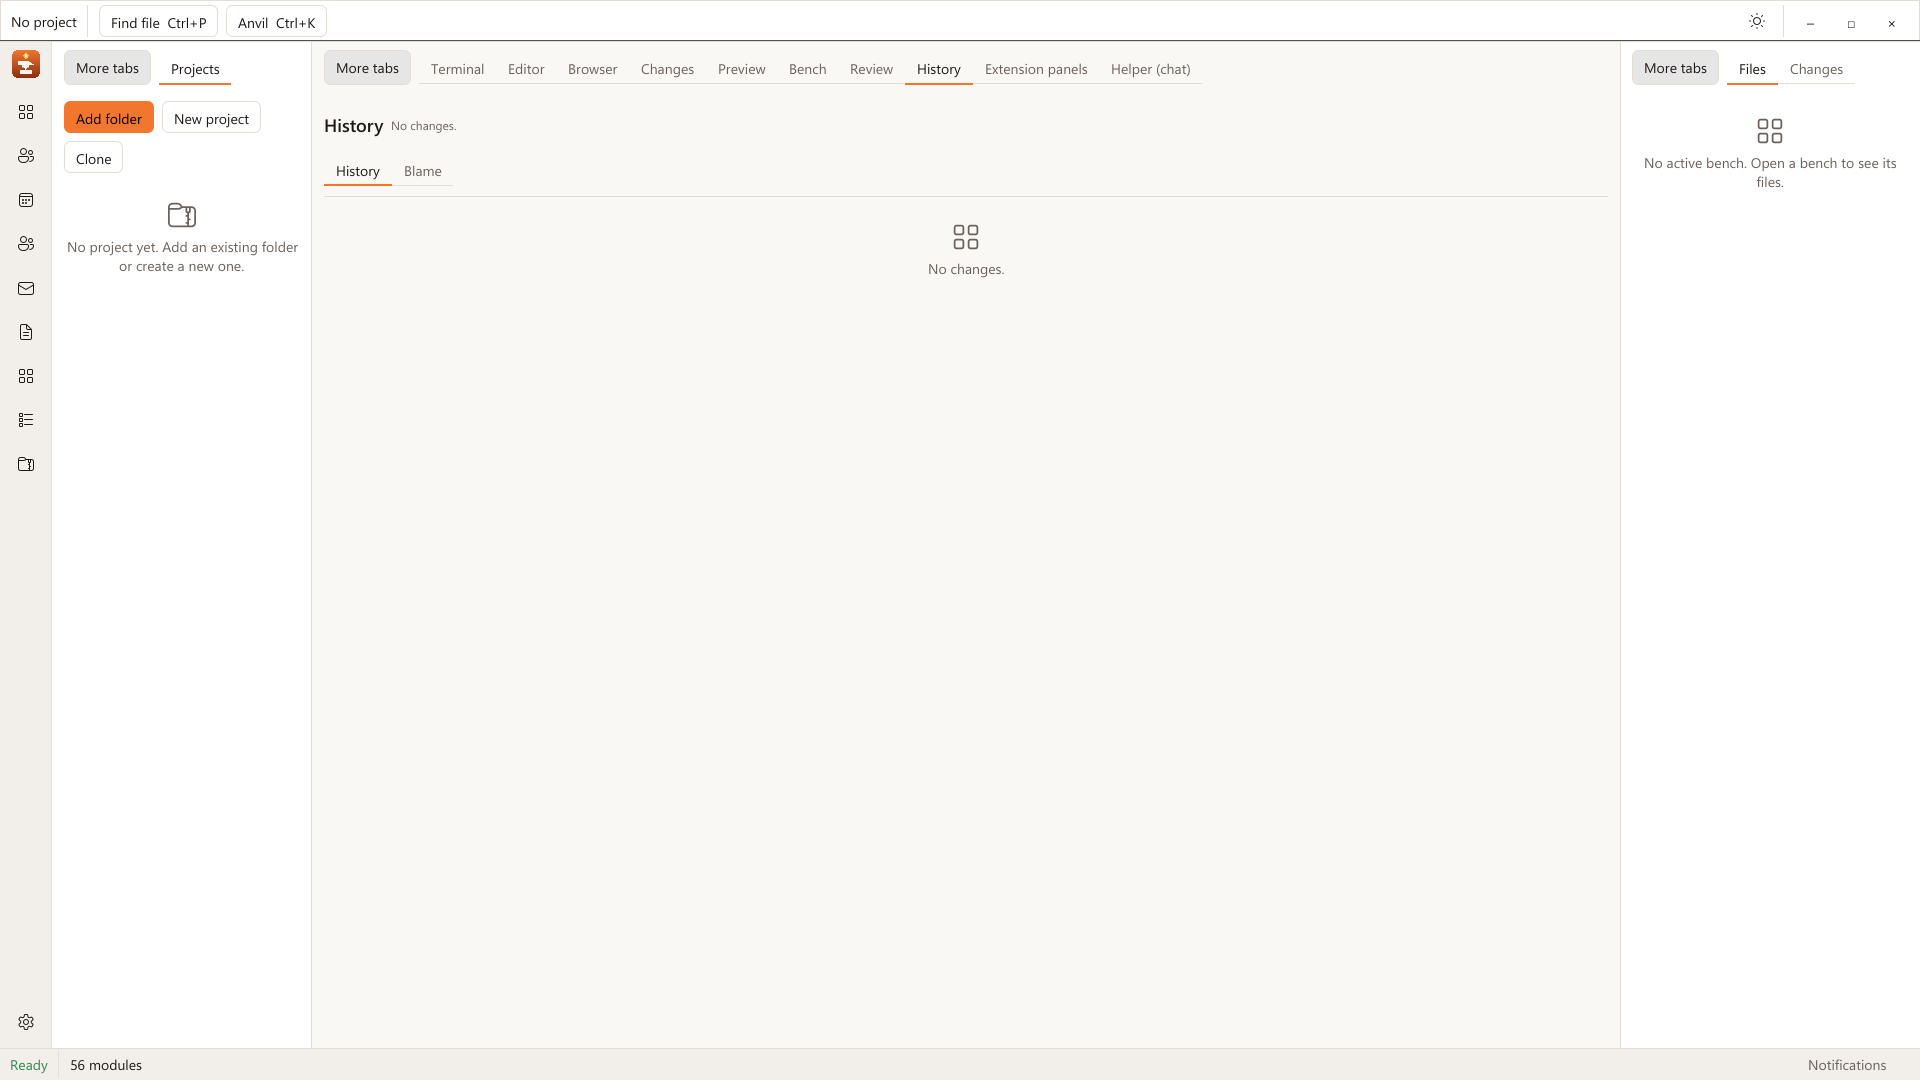 No project
Find file Ctrl+P
Anvil Ctrl+K
More tabs
Projects
Add folder
New project
Clone
No project yet. Add an existing folder
or create a new one.
More tabs
Terminal
Editor
Browser
Changes
Preview
Bench
Review
History
Extension panels
Helper (chat)
History
No changes.
History
Blame
No changes.
More tabs
Files
Changes
No active bench. Open a bench to see its
files.
Ready
56 modules
Notifications